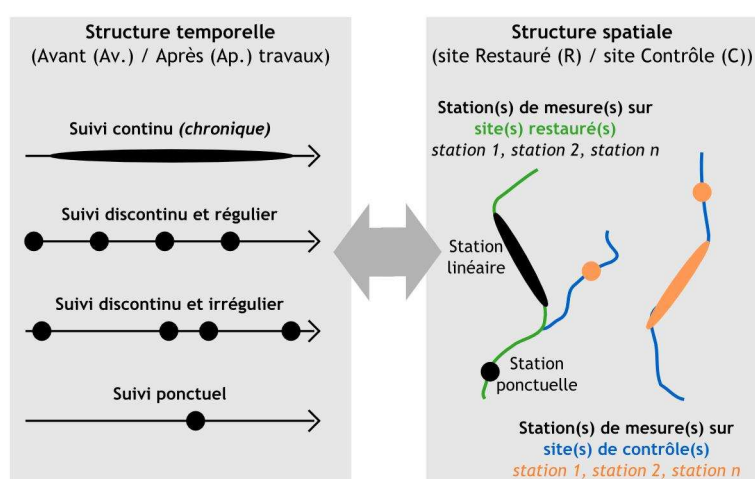 Structure temporelle
(Avant (Av.) / Après (Ap.) travaux)
Suivi continu (chronique)
Suivi discontinu et régulier
Suivi discontinu et irrégulier
Suivi ponctuel
Structure spatiale
(site Restauré (R) / site Contrôle (C))
Station(s) de mesure(s) sur
site(s) restauré(s)
station 1, station 2, station n
Station
linéaire
Station
ponctuelle
Station(s) de mesure(s) sur
site(s) de contrôle(s)
station 1, station 2, station n